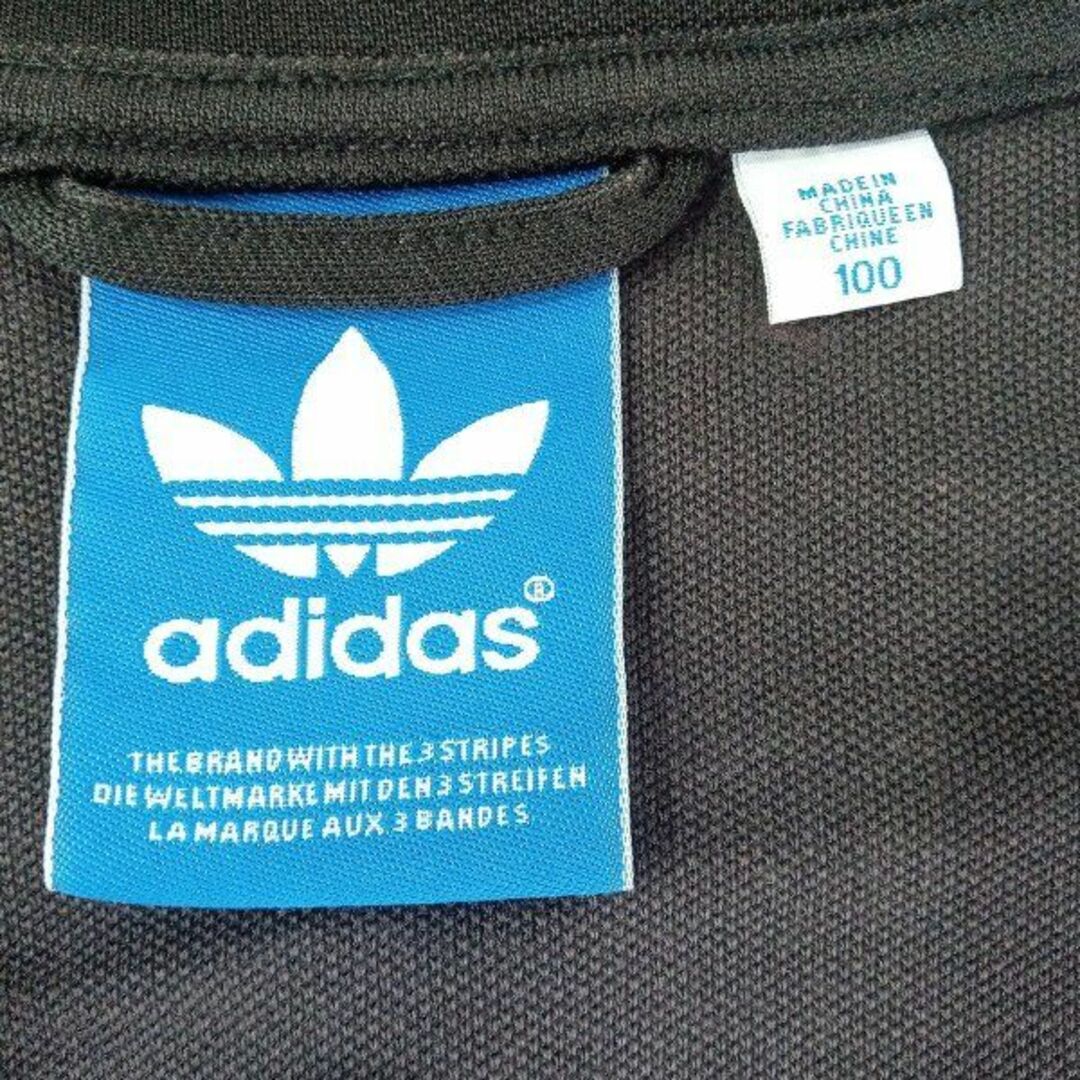 MADE IN
CHINA
FABRIQUE EN
CHINE
100
adidas®
THE BRAND WITH THE 3 STRIPES
DIE WELTMARKE MIT DEN 3 STREIFEN
LA MARQUE AUX 3 BANDES